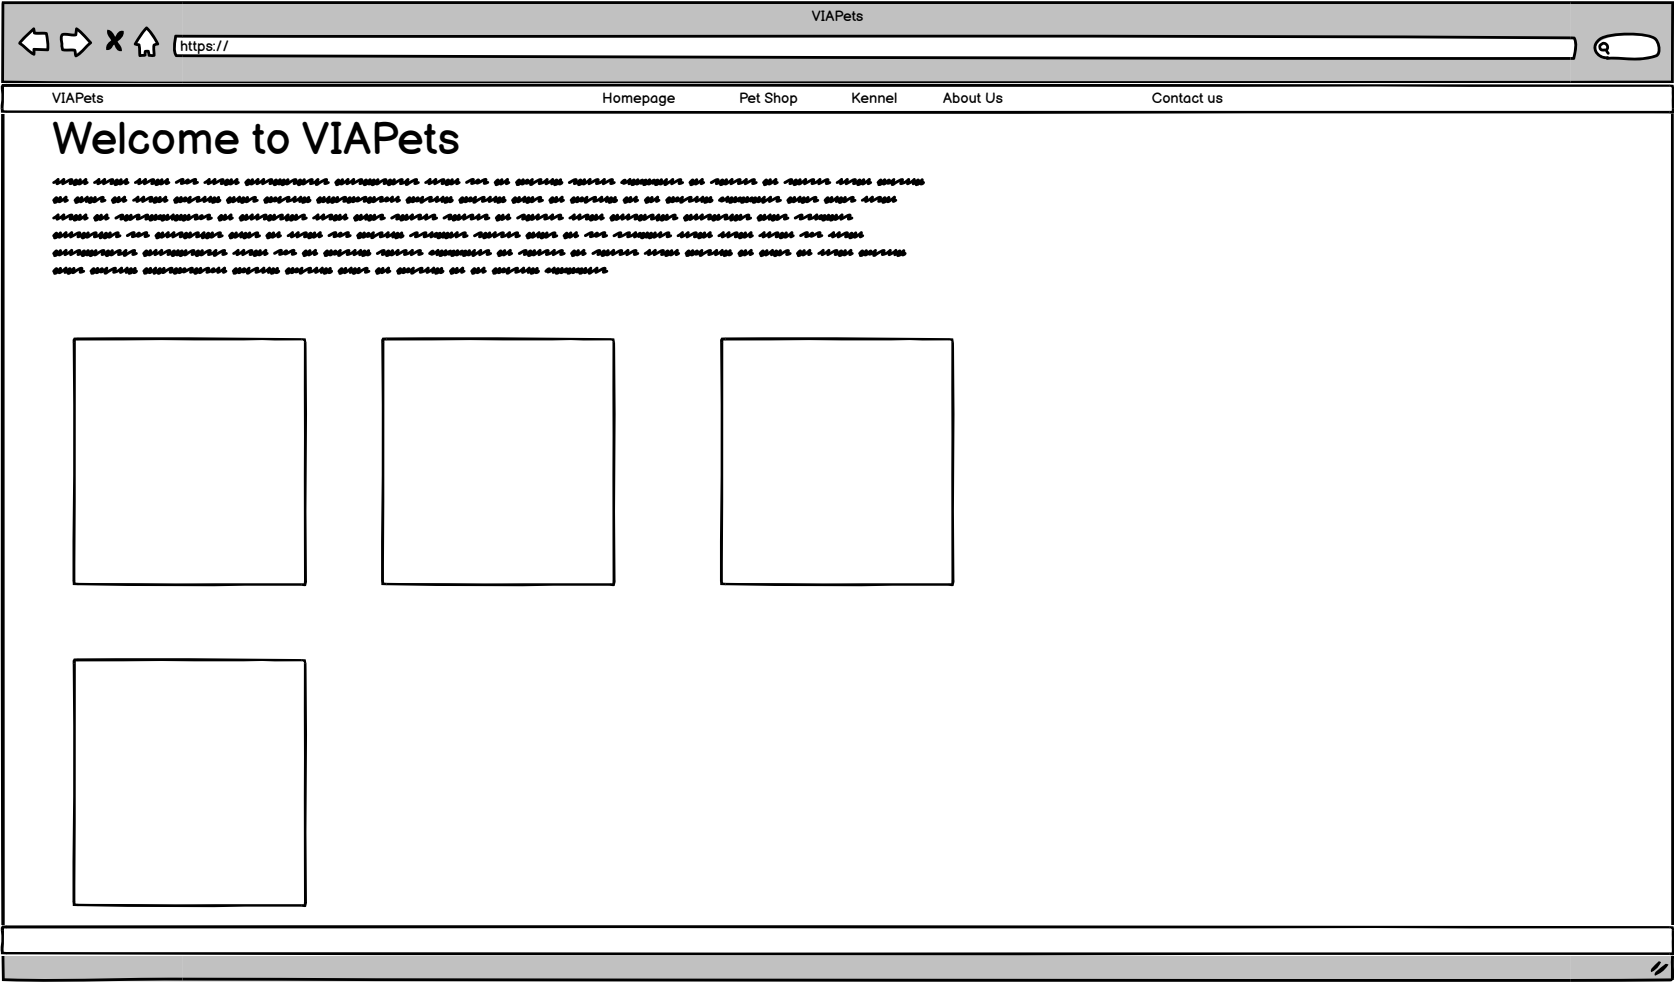 VIAPets
https://
VIAPets Homepage Pet Shop Kennel About Us Contact us
Welcome to VIAPets